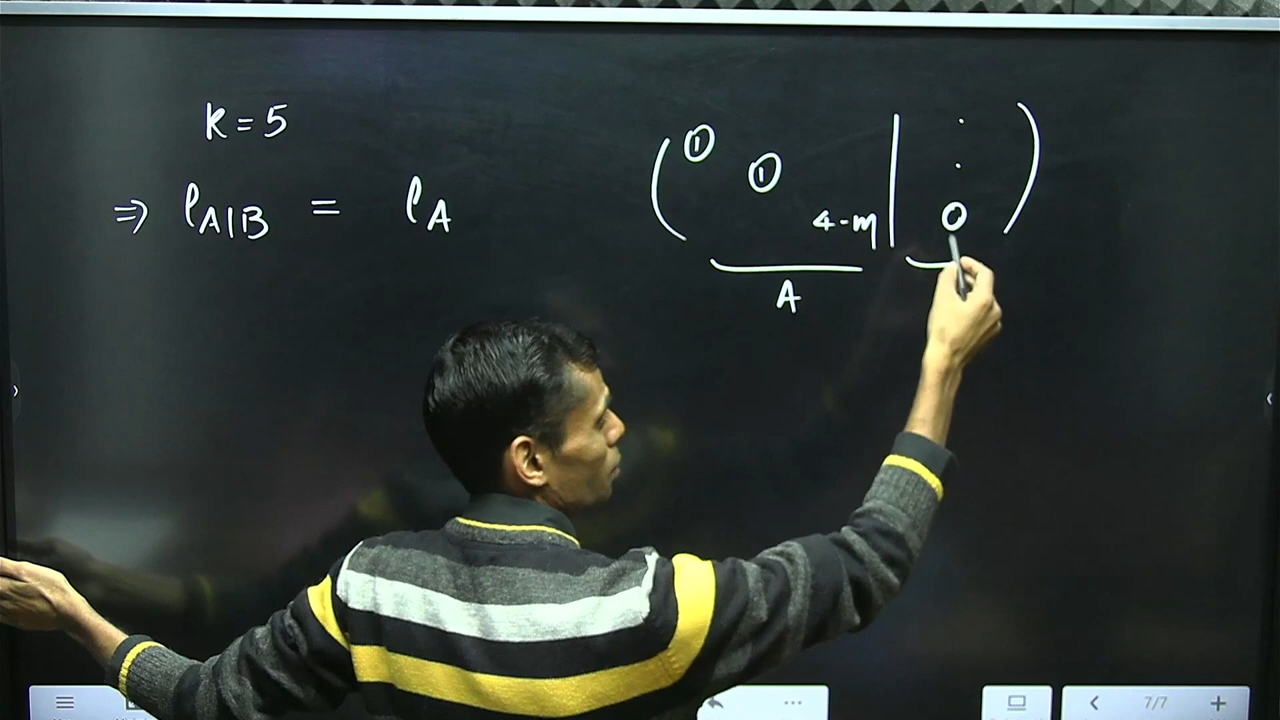 K = 5
⇒ ρA|B = ρA
( 1 1 4-m | . . 0 )
A
7/7